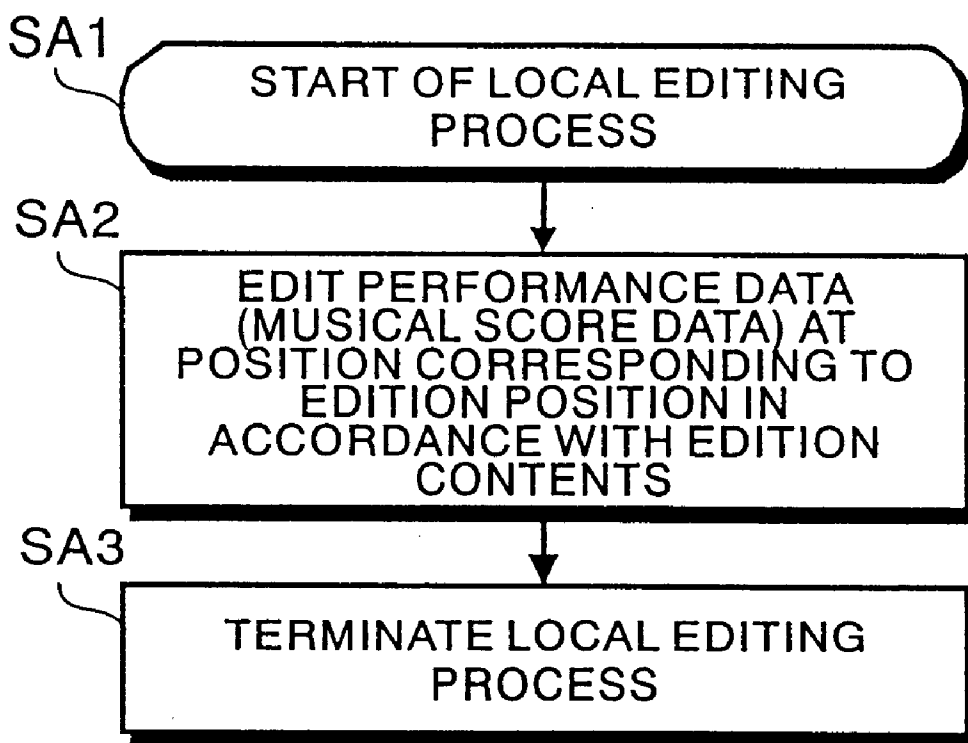 SA1
START OF LOCAL EDITING
PROCESS
SA2
EDIT PERFORMANCE DATA
(MUSICAL SCORE DATA) AT
POSITION CORRESPONDING TO
EDITION POSITION IN
ACCORDANCE WITH EDITION
CONTENTS
SA3
TERMINATE LOCAL EDITING
PROCESS